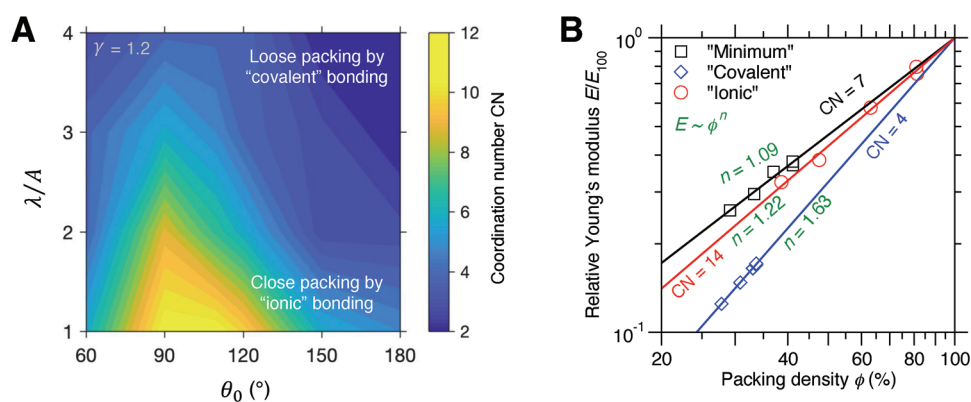 A
γ = 1.2
Loose packing by
"covalent" bonding
Close packing by
"ionic" bonding
4
3
2
1
λ/A
60
90
120
150
180
θ₀ (°)
12
10
8
6
4
2
Coordination number CN
B
"Minimum"
"Covalent"
"Ionic"
E ~ ϕⁿ
n = 1.09
n = 1.22
n = 1.63
CN = 7
CN = 4
CN = 14
10⁰
10⁻¹
Relative Young's modulus E/E₁₀₀
20
40
60
80
100
Packing density ϕ (%)